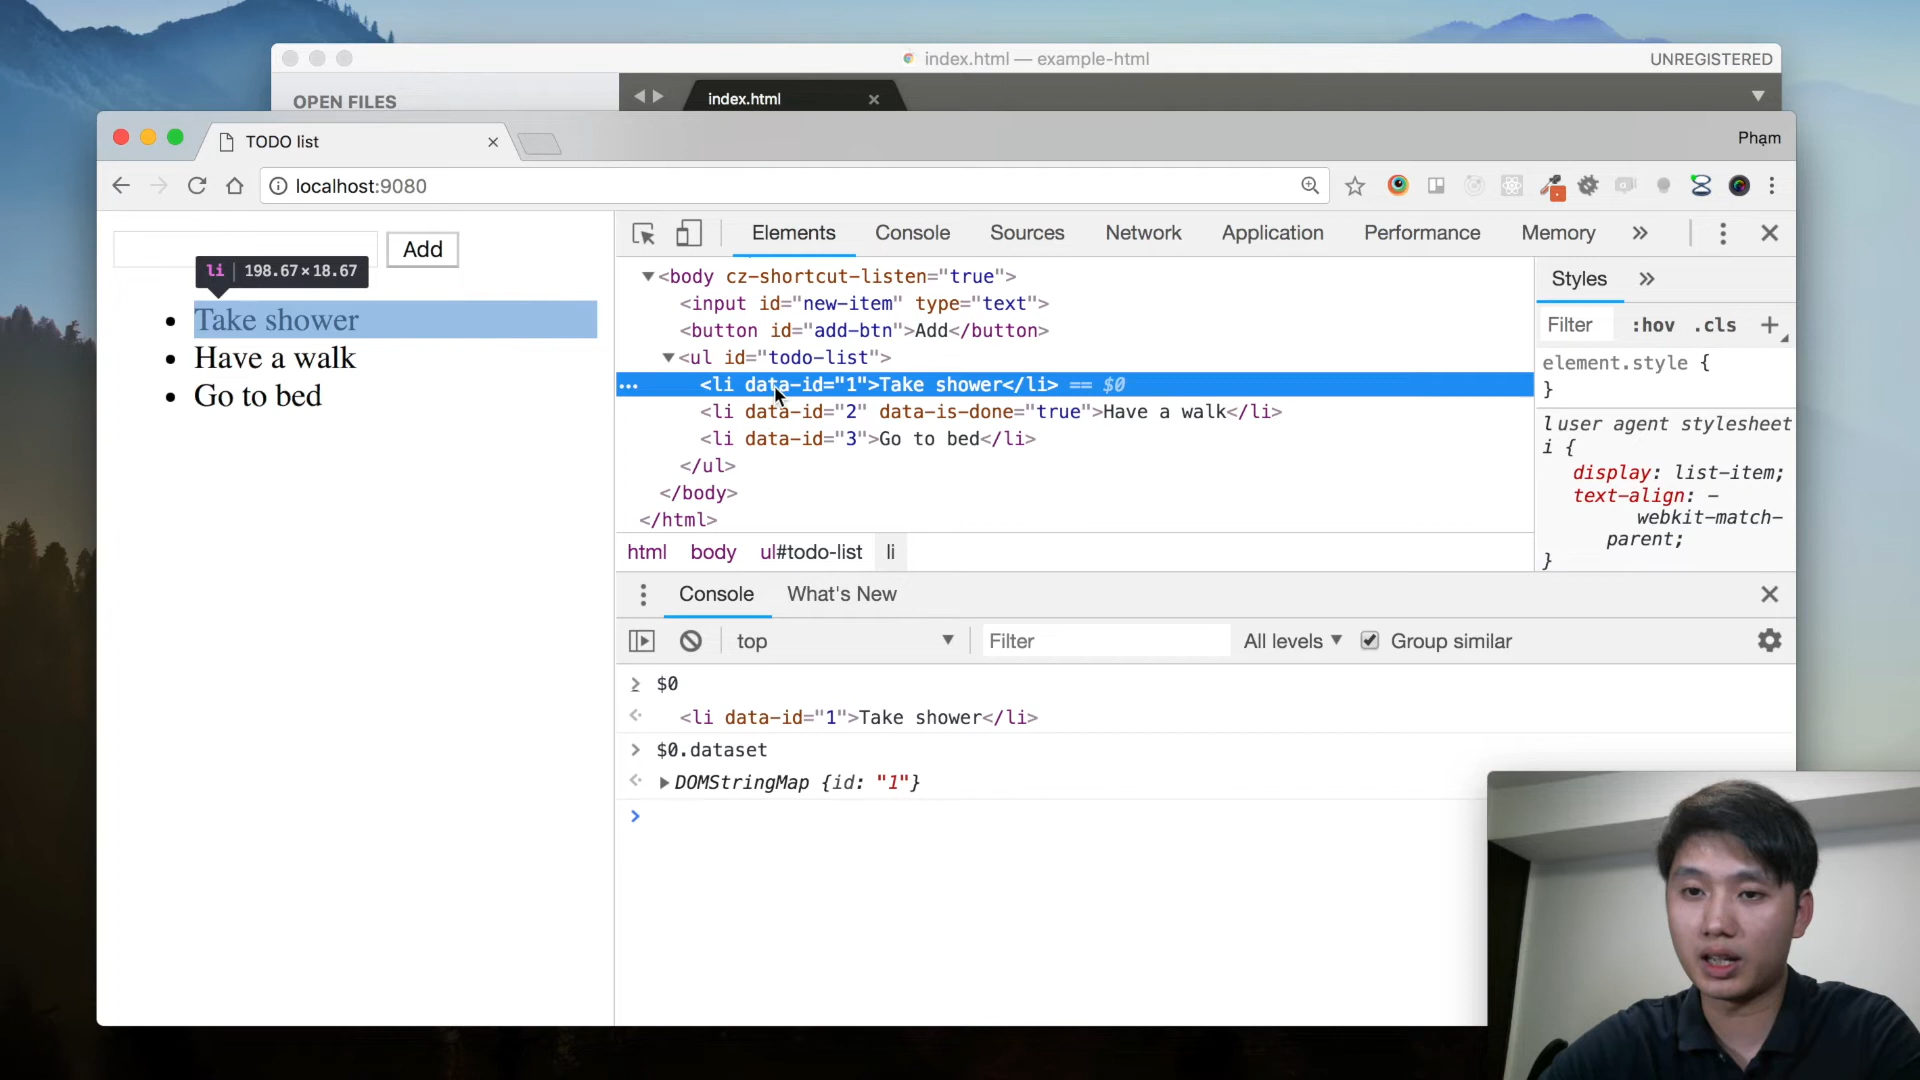 index.html — example-html
UNREGISTERED
OPEN FILES
index.html
TODO list
Phạm
localhost:9080
Add
li 198.67×18.67
Take shower
Have a walk
Go to bed
Elements Console Sources Network Application Performance Memory »
<body cz-shortcut-listen="true">
<input id="new-item" type="text">
<button id="add-btn">Add</button>
<ul id="todo-list">
<li data-id="1">Take shower</li> == $0
<li data-id="2" data-is-done="true">Have a walk</li>
<li data-id="3">Go to bed</li>
</ul>
</body>
</html>
html body ul#todo-list li
Styles »
Filter :hov .cls +
element.style {
}
l user agent stylesheet
i {
display: list-item;
text-align: -
webkit-match-
parent;
}
Console What's New
top Filter All levels Group similar
> $0
<li data-id="1">Take shower</li>
> $0.dataset
DOMStringMap {id: "1"}
>